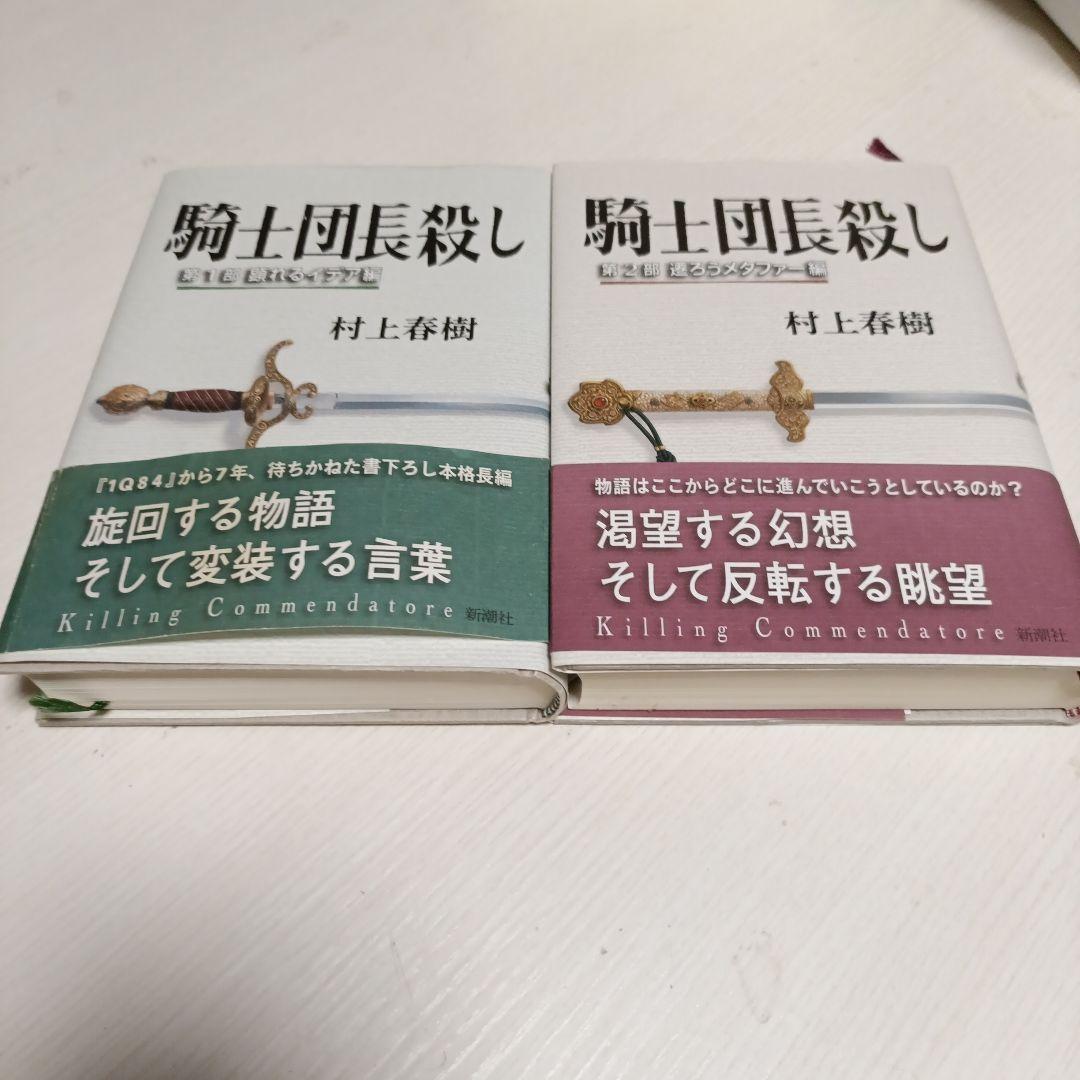 騎士団長殺し
第1部 顕れるイデア編
村上春樹
『1Q84』から7年、待ちかねた書下ろし本格長編
旋回する物語
そして変装する言葉
Killing Commendatore 新潮社
騎士団長殺し
第2部 遷ろうメタファー編
村上春樹
物語はここからどこに進んでいこうとしているのか?
渇望する幻想
そして反転する眺望
Killing Commendatore 新潮社